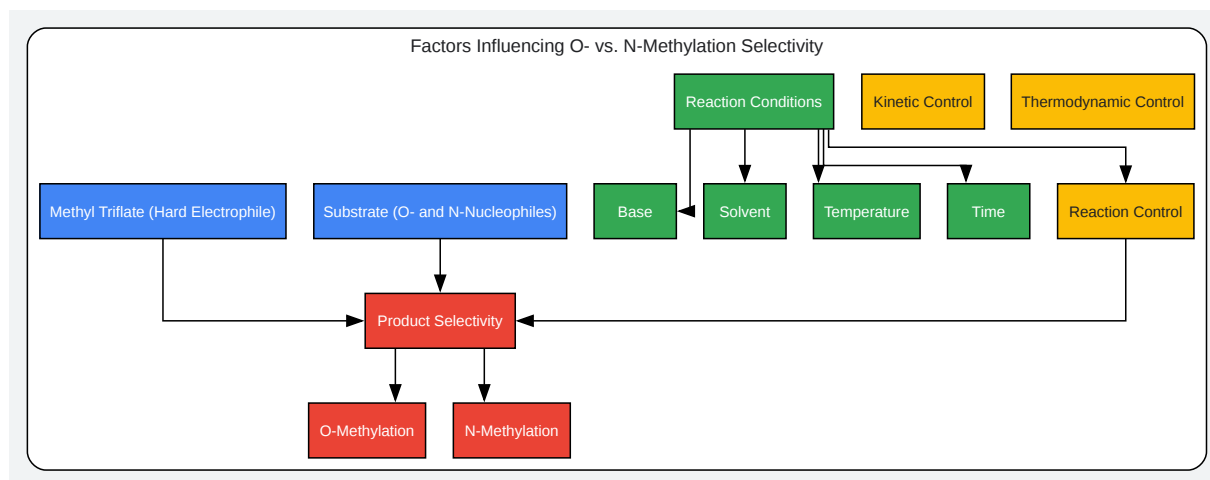 Factors Influencing O- vs. N-Methylation Selectivity
Reaction Conditions
Kinetic Control
Thermodynamic Control
Methyl Triflate (Hard Electrophile)
Substrate (O- and N-Nucleophiles)
Base
Solvent
Temperature
Time
Reaction Control
Product Selectivity
O-Methylation
N-Methylation